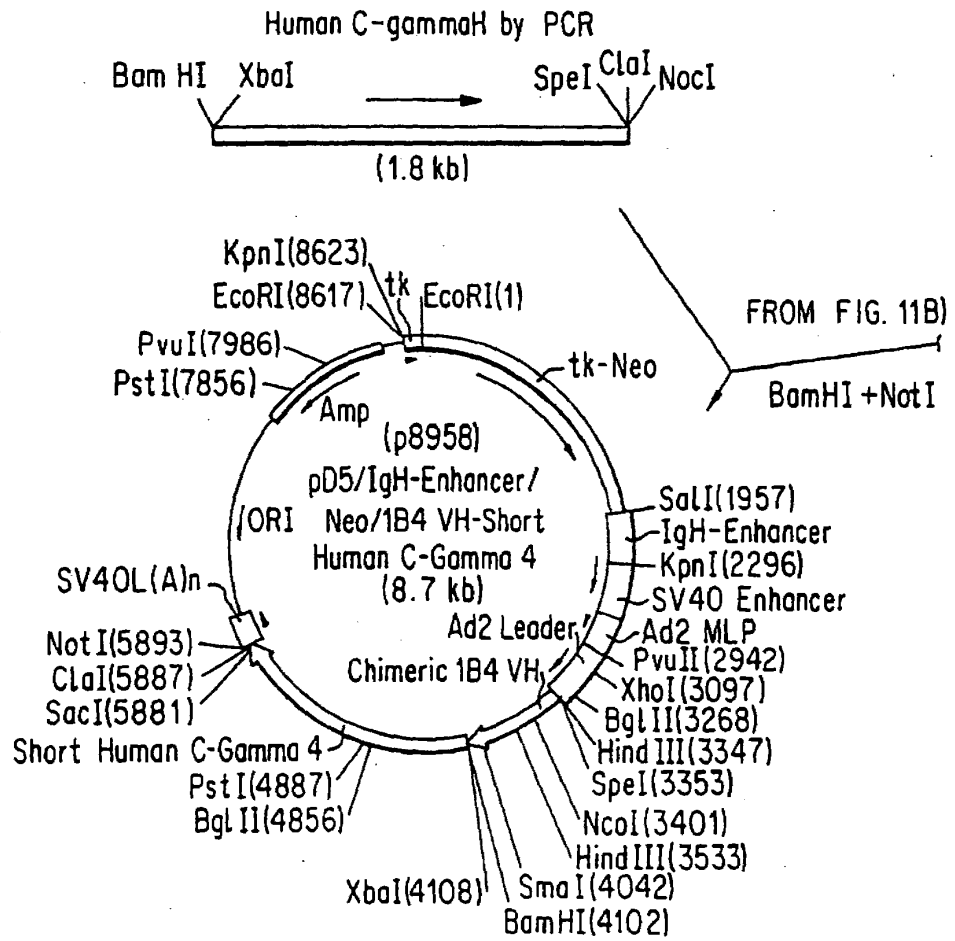 Human C-gammaH by PCR
Bam HI
XbaI
SpeI
ClaI
NocI
(1.8 kb)
KpnI(8623)
tk
EcoRI(8617)
EcoRI(1)
FROM FIG. 11B)
PvuI(7986)
tk-Neo
PstI(7856)
BamHI +NotI
Amp
(p8958)
pD5/IgH-Enhancer/
Neo/1B4 VH-Short
Human C-Gamma 4
(8.7 kb)
SalI(1957)
IgH-Enhancer
ORI
KpnI(2296)
SV40L(A)n
SV40 Enhancer
Ad2 Leader
Ad2 MLP
NotI(5893)
Chimeric 1B4 VH
PvuII(2942)
ClaI(5887)
XhoI(3097)
SacI(5881)
BglII(3268)
Short Human C-Gamma 4
HindIII(3347)
PstI(4887)
SpeI(3353)
BglII(4856)
NcoI(3401)
HindIII(3533)
XbaI(4108)
SmaI(4042)
BamHI(4102)